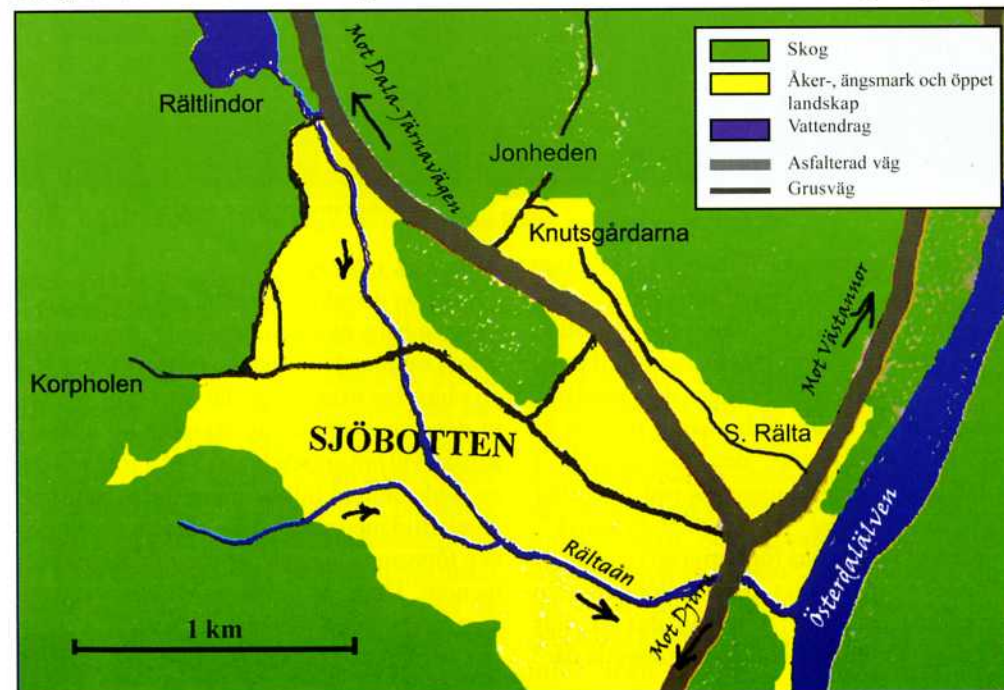 Skog
Åker-, ängsmark och öppet
landskap
Vattendrag
Asfalterad väg
Grusväg
Rältlindor
Mot Dala-Järnavägen
Jonheden
Knutsgårdarna
Mot Västannor
Korpholen
SJÖBOTTEN
S. Rälta
Österdalälven
Rältaån
Mot Djura
1 km